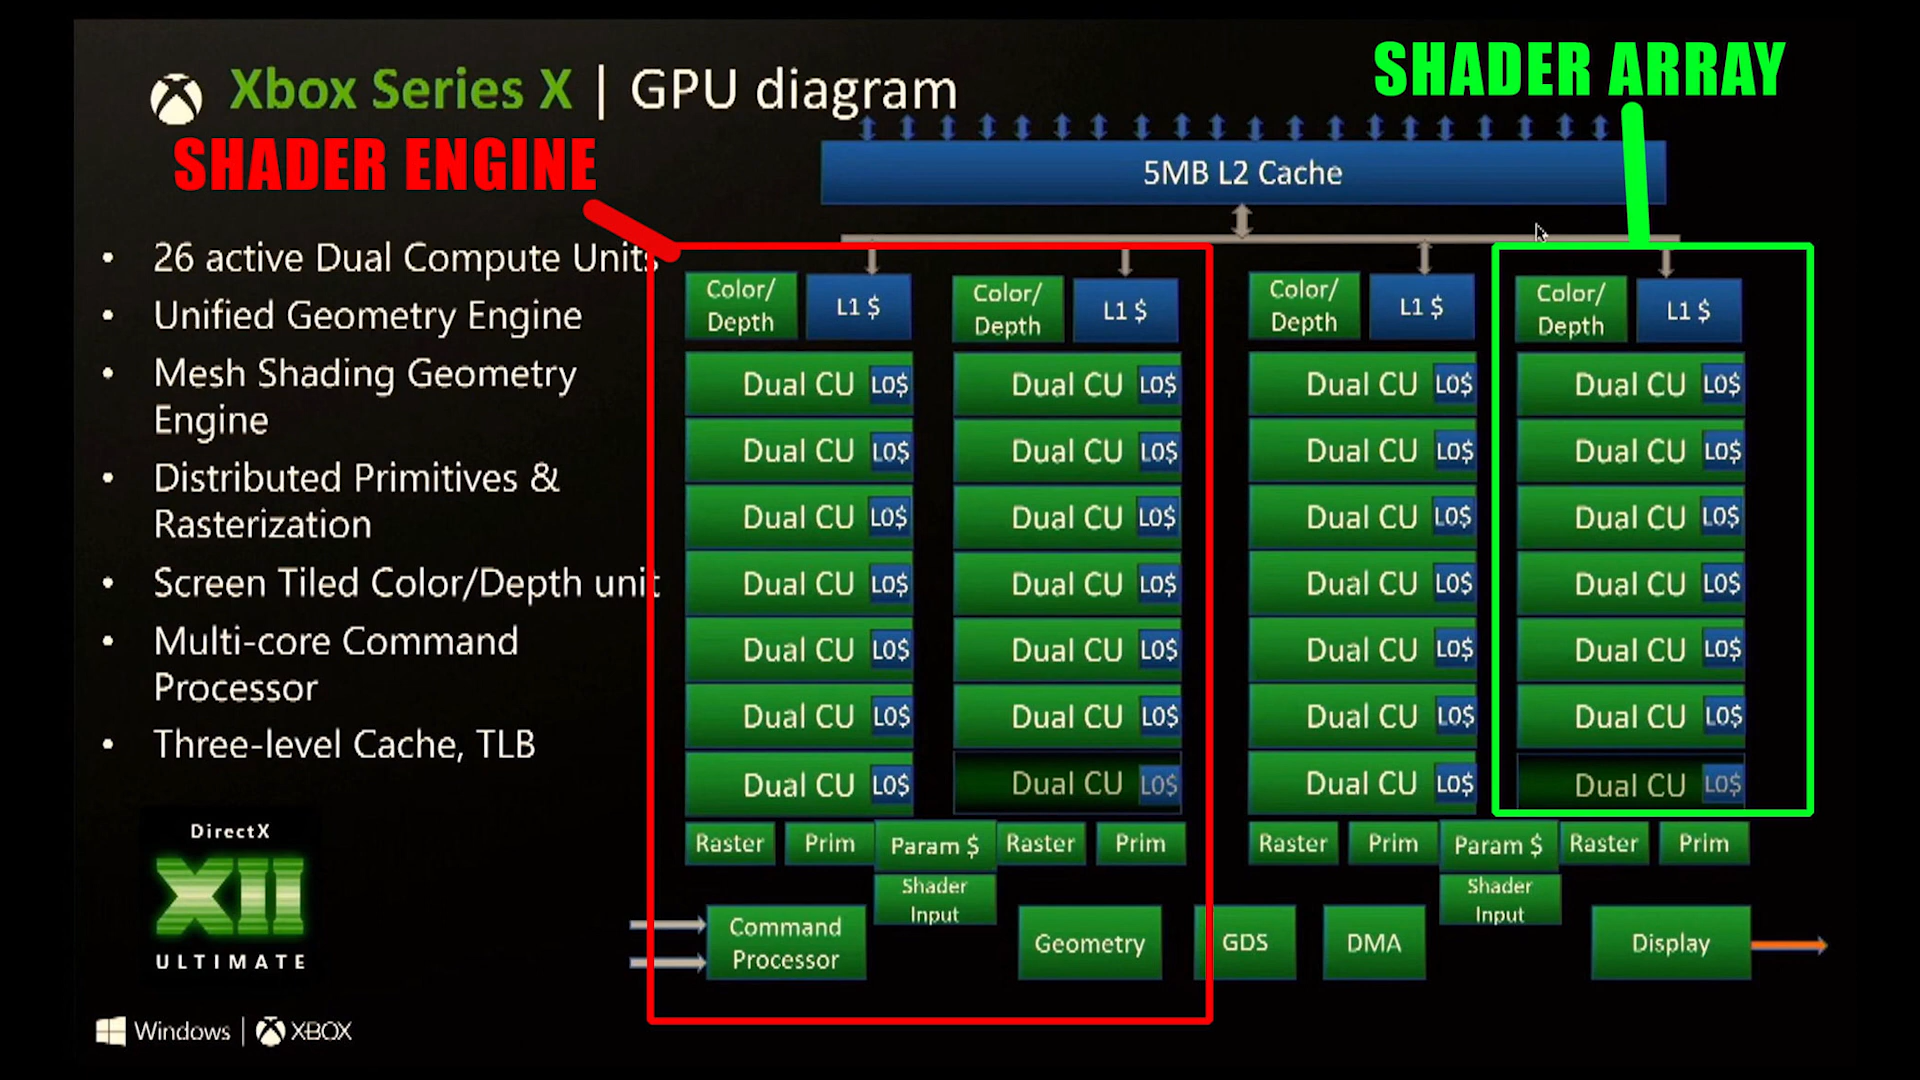 SHADER ARRAY
Xbox Series X | GPU diagram
SHADER ENGINE
5MB L2 Cache
• 26 active Dual Compute Units
• Unified Geometry Engine
• Mesh Shading Geometry
Engine
• Distributed Primitives &
Rasterization
• Screen Tiled Color/Depth unit
• Multi-core Command
Processor
• Three-level Cache, TLB
Color/
Depth
L1 $
Color/
Depth
L1 $
Color/
Depth
L1 $
Color/
Depth
L1 $
Dual CU L0$ Dual CU L0$ Dual CU L0$ Dual CU L0$
Dual CU L0$ Dual CU L0$ Dual CU L0$ Dual CU L0$
Dual CU L0$ Dual CU L0$ Dual CU L0$ Dual CU L0$
Dual CU L0$ Dual CU L0$ Dual CU L0$ Dual CU L0$
Dual CU L0$ Dual CU L0$ Dual CU L0$ Dual CU L0$
Dual CU L0$ Dual CU L0$ Dual CU L0$ Dual CU L0$
Dual CU L0$ Dual CU L0$ Dual CU L0$ Dual CU L0$
Raster Prim Param $ Raster Prim Raster Prim Param $ Raster Prim
Shader
Input
Shader
Input
Command
Processor
Geometry
GDS
DMA
Display
DirectX
XII
ULTIMATE
Windows | XBOX